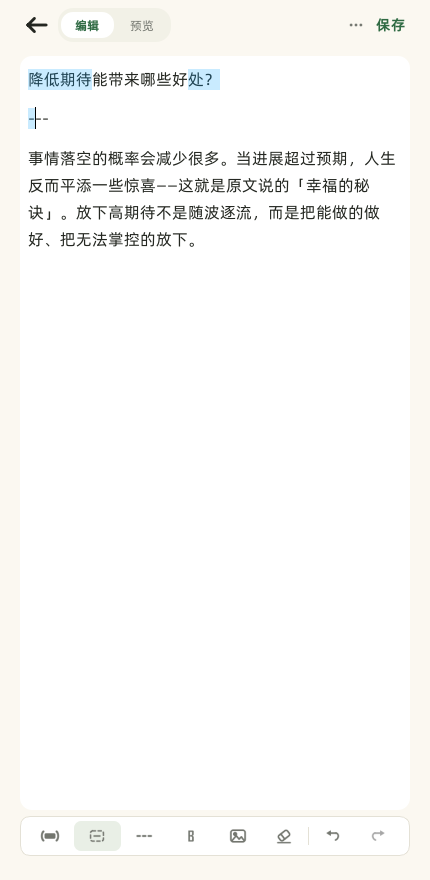 编辑 预览 ··· 保存
降低期待能带来哪些好处？
---
事情落空的概率会减少很多。当进展超过预期，人生
反而平添一些惊喜——这就是原文说的「幸福的秘
诀」。放下高期待不是随波逐流，而是把能做的做
好、把无法掌控的放下。
B